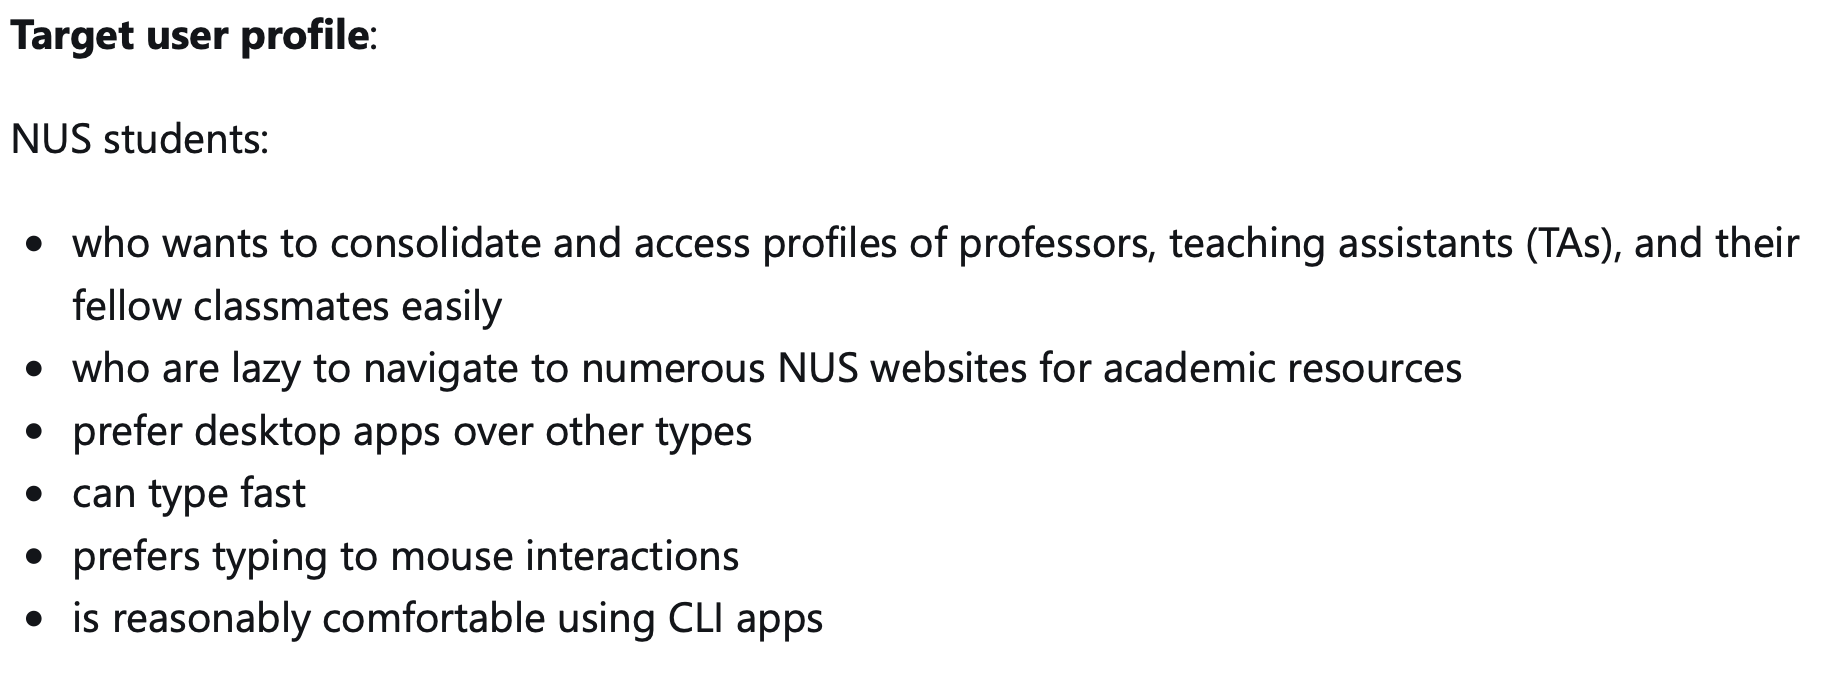 Target user profile:
NUS students:
• who wants to consolidate and access profiles of professors, teaching assistants (TAs), and their
fellow classmates easily
• who are lazy to navigate to numerous NUS websites for academic resources
• prefer desktop apps over other types
• can type fast
• prefers typing to mouse interactions
• is reasonably comfortable using CLI apps